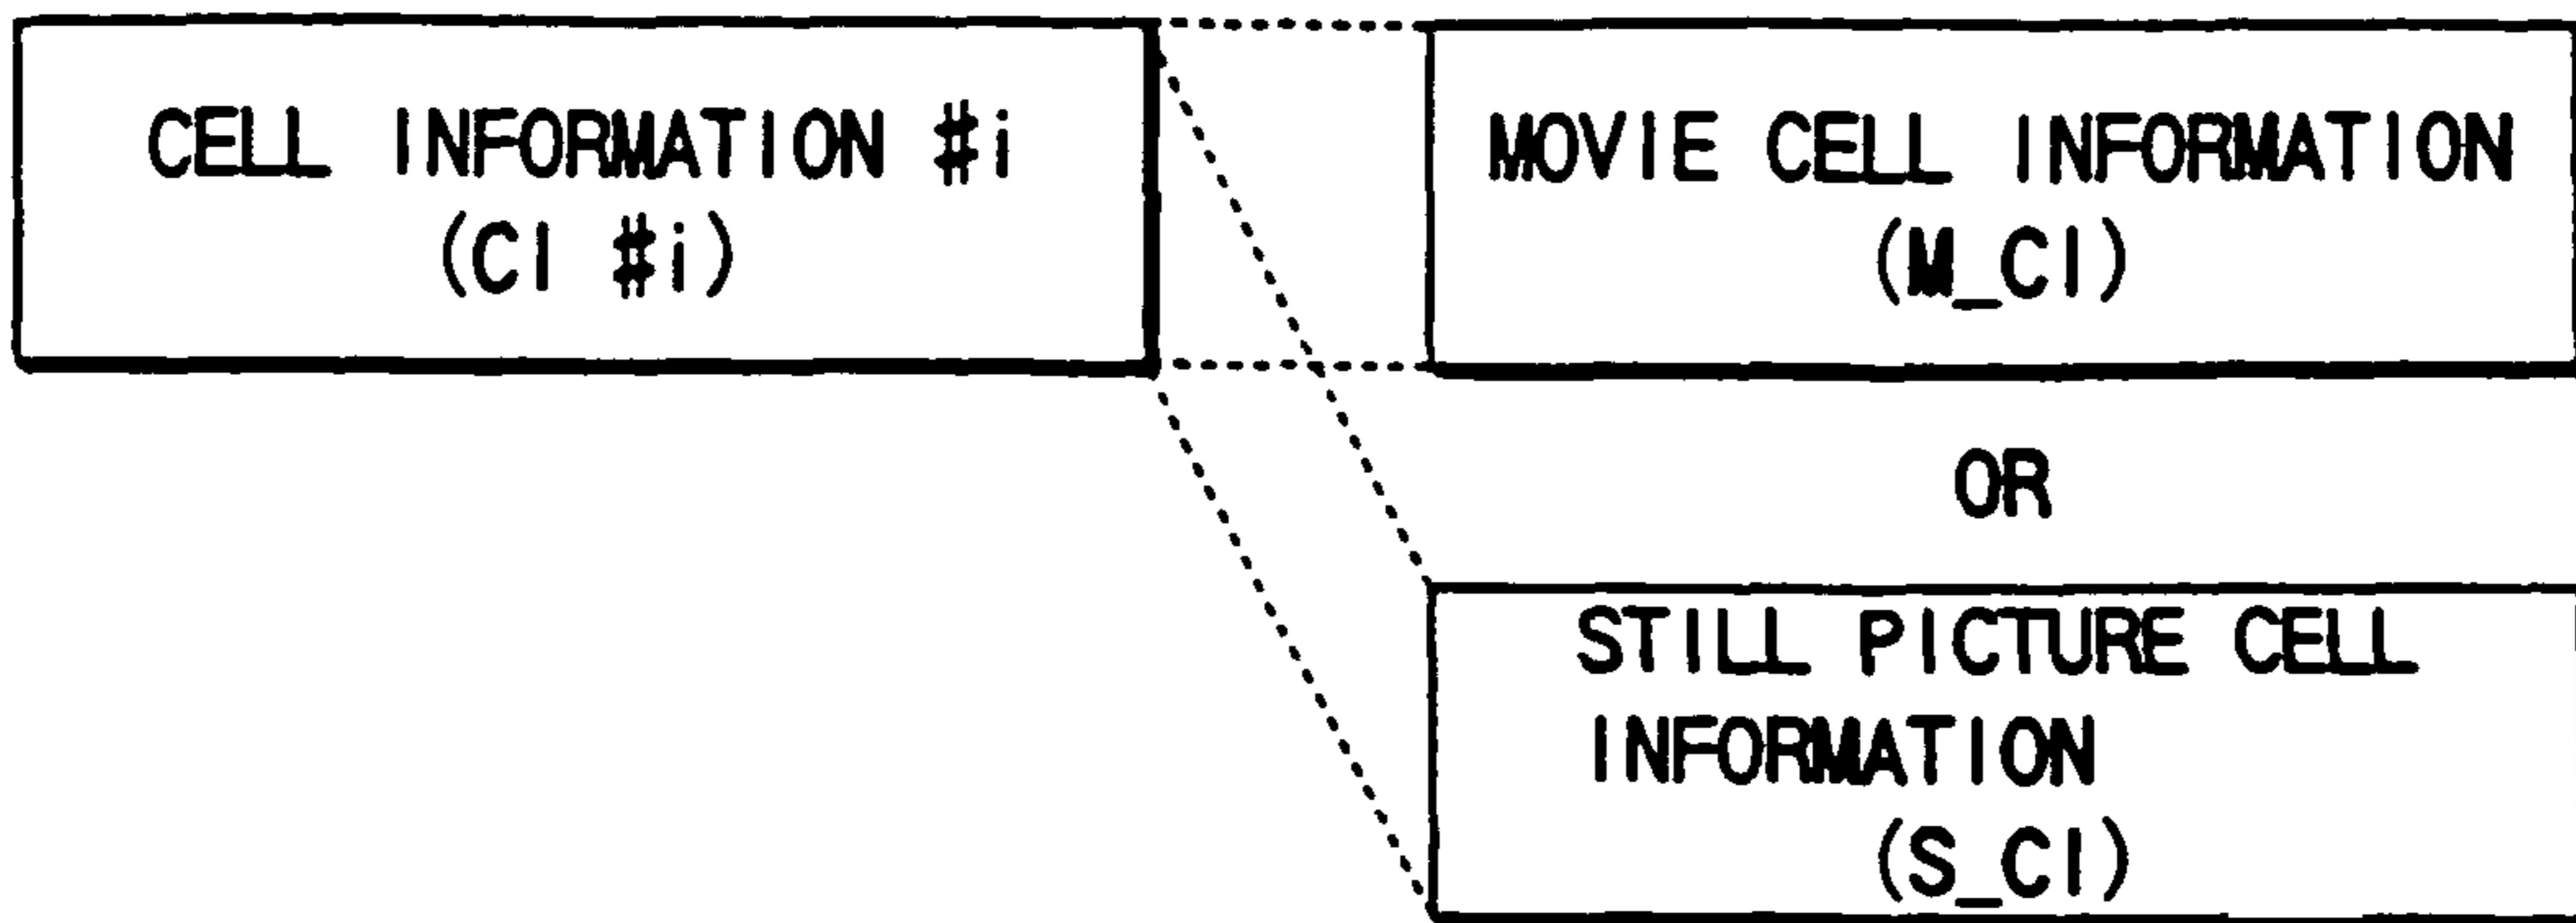 CELL INFORMATION #i
(CI #i)
MOVIE CELL INFORMATION
(M_CI)
OR
STILL PICTURE CELL
INFORMATION
(S_CI)